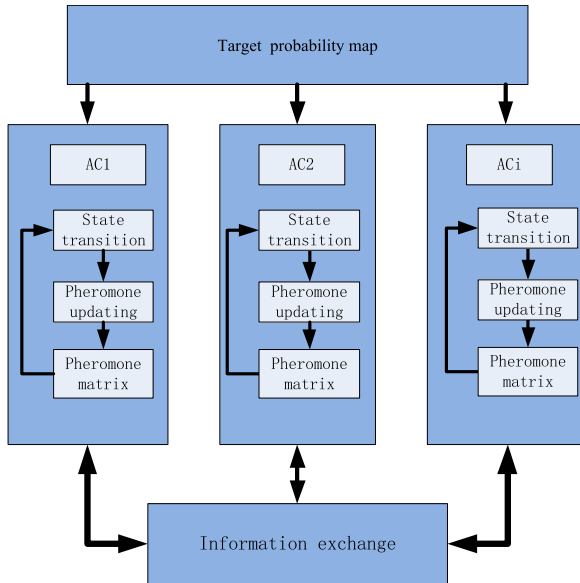 Target probability map
AC1
State
transition
Pheromone
updating
Pheromone
matrix
AC2
State
transition
Pheromone
updating
Pheromone
matrix
ACi
State
transition
Pheromone
updating
Pheromone
matrix
Information exchange